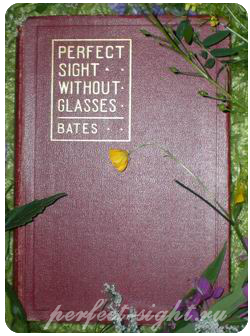 PERFECT
SIGHT · ·
WITHOUT ·
GLASSES ·
BATES · ·
perfect-sight.ru